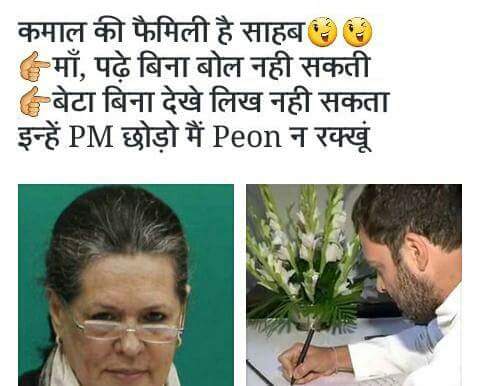 कमाल की फैमिली है साहब😉😉
👉माँ, पढ़े बिना बोल नही सकती
👉बेटा बिना देखे लिख नही सकता
इन्हें PM छोड़ो मैं Peon न रक्खूं